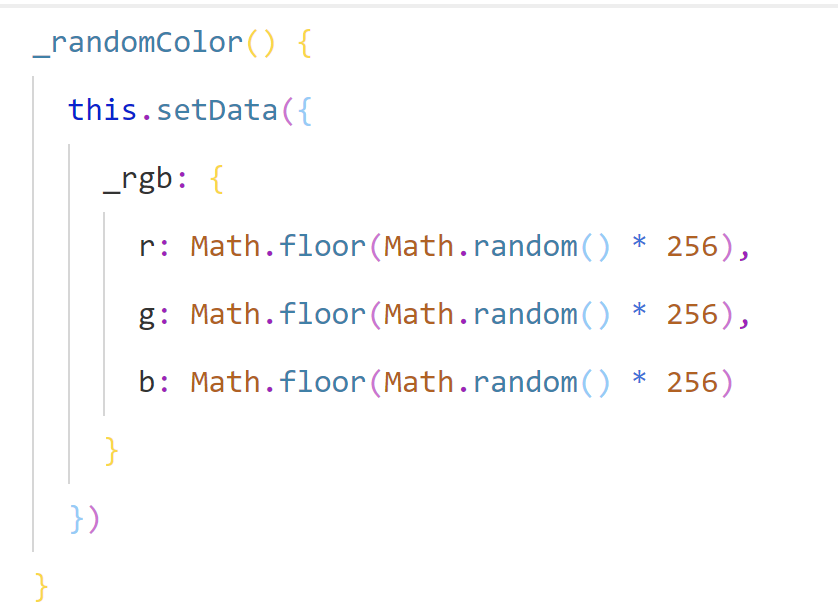 _randomColor() {
this.setData({
_rgb: {
r: Math.floor(Math.random() * 256),
g: Math.floor(Math.random() * 256),
b: Math.floor(Math.random() * 256)
}
})
}